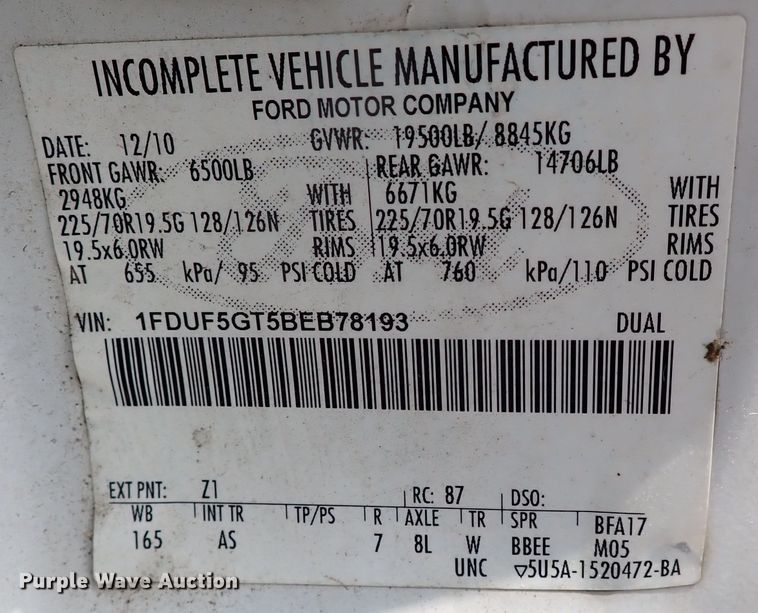 INCOMPLETE VEHICLE MANUFACTURED BY
FORD MOTOR COMPANY
DATE: 12/10 GVWR: 19500LB/ 8845KG
FRONT GAWR: 6500LB REAR GAWR: 14706LB
2948KG WITH 6671KG WITH
225/70R19.5G 128/126N TIRES 225/70R19.5G 128/126N TIRES
19.5x6.0RW RIMS 19.5x6.0RW RIMS
AT 655 kPa/ 95 PSI COLD AT 760 kPa/110 PSI COLD
VIN: 1FDUF5GT5BEB78193 DUAL
EXT PNT: Z1 RC: 87 DSO:
WB INT TR TP/PS R AXLE TR SPR BFA17
165 AS 7 8L W BBEE M05
UNC ▽5U5A-1520472-BA
Purple Wave Auction